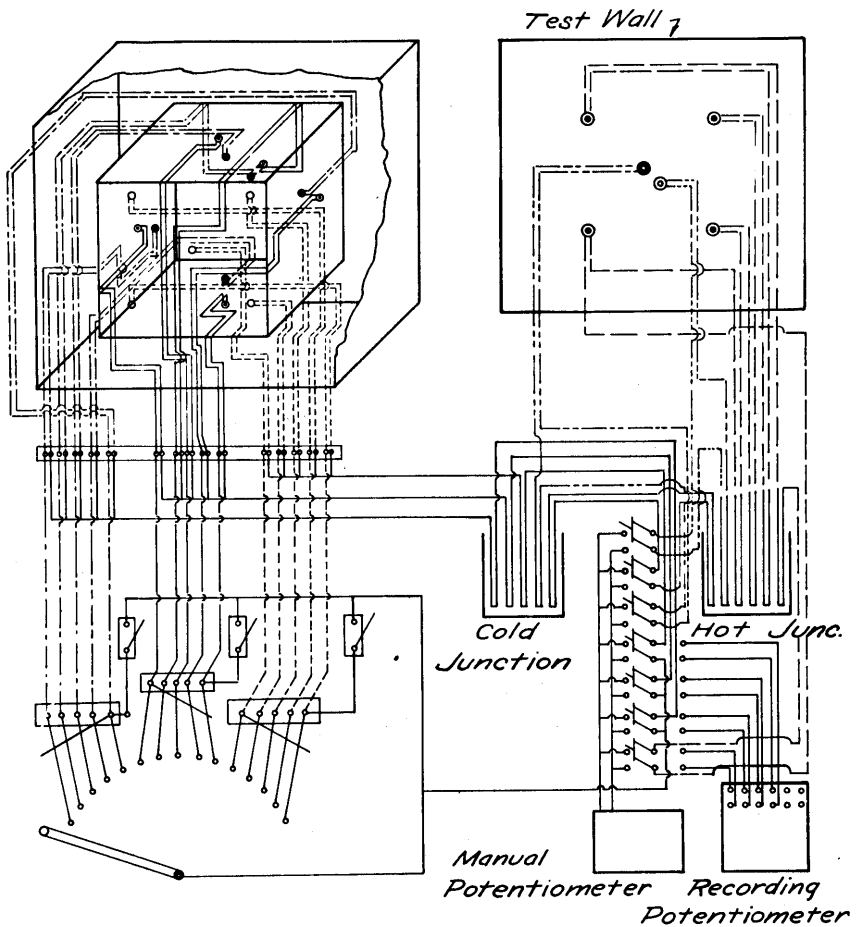 Test Wall
Cold
Junction
Hot Junc.
Manual
Potentiometer
Recording
Potentiometer